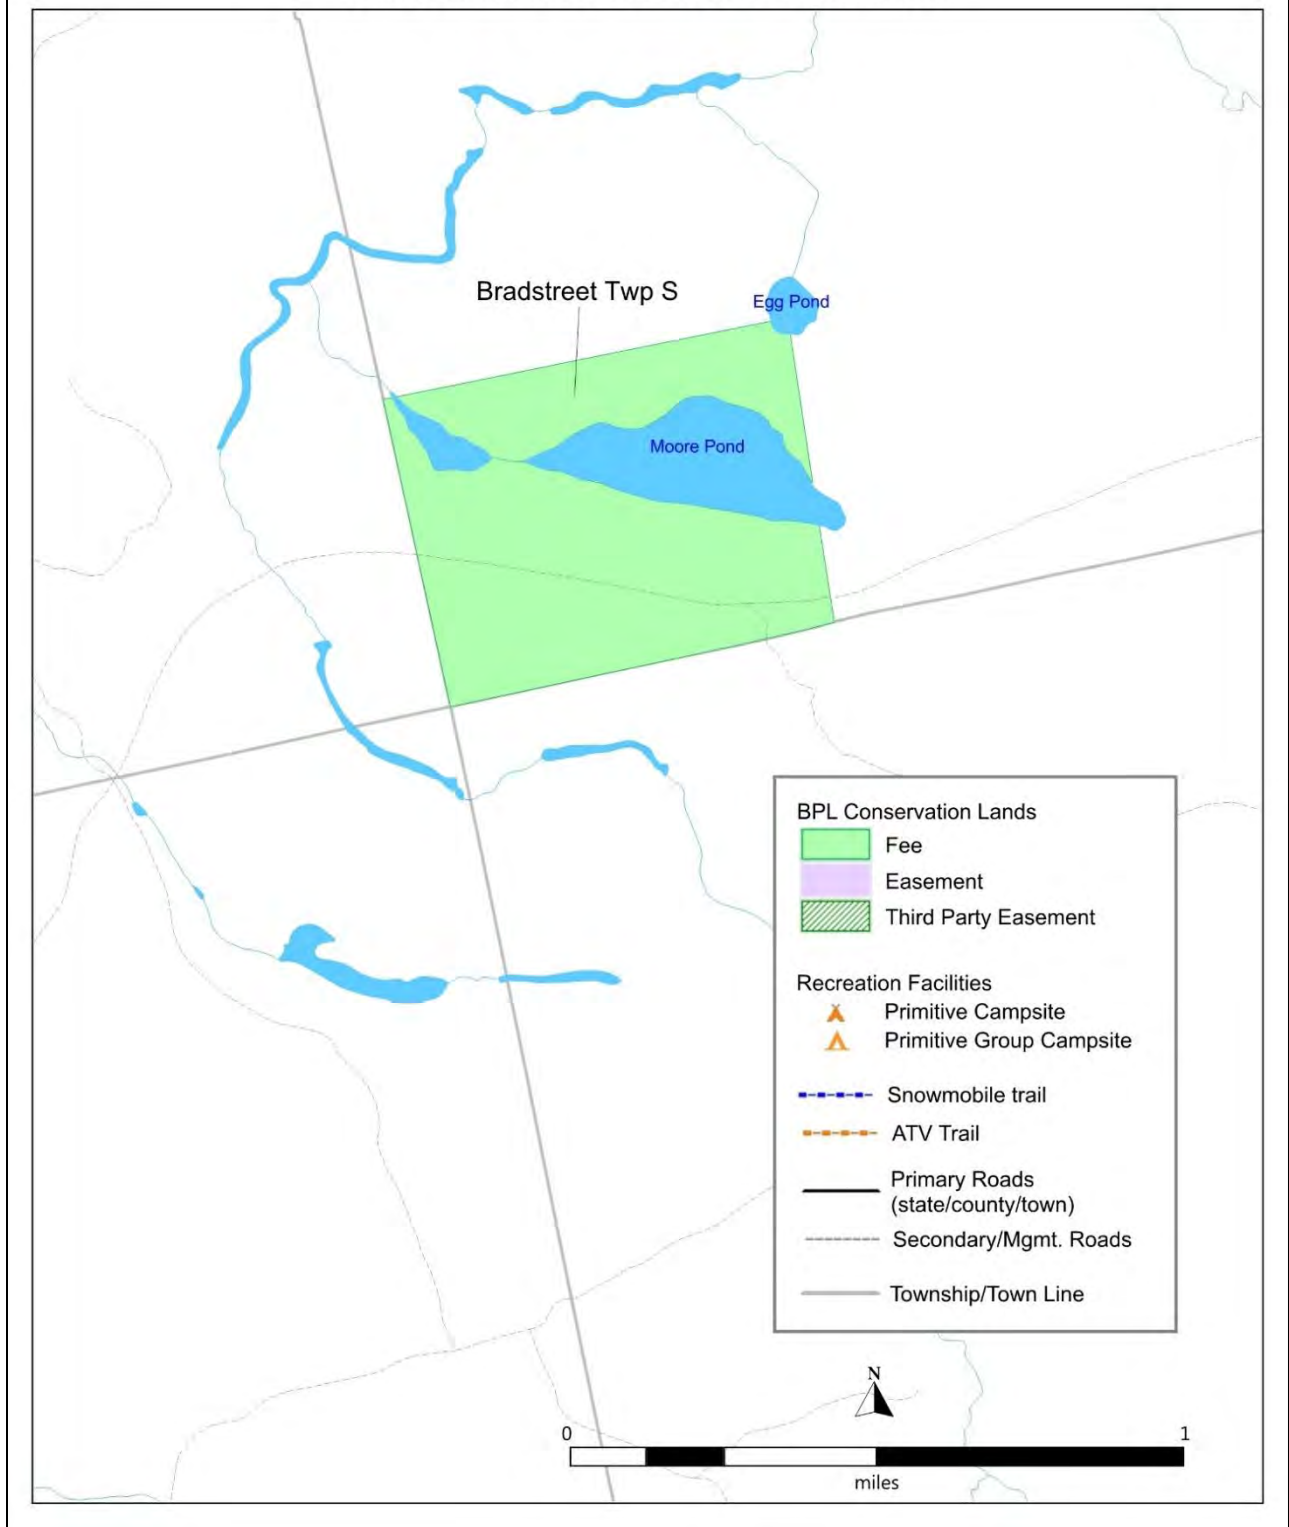 Bradstreet Twp S
Egg Pond
Moore Pond
BPL Conservation Lands
Fee
Easement
Third Party Easement
Recreation Facilities
Primitive Campsite
Primitive Group Campsite
Snowmobile trail
ATV Trail
Primary Roads
(state/county/town)
Secondary/Mgmt. Roads
Township/Town Line
N
0 1
miles